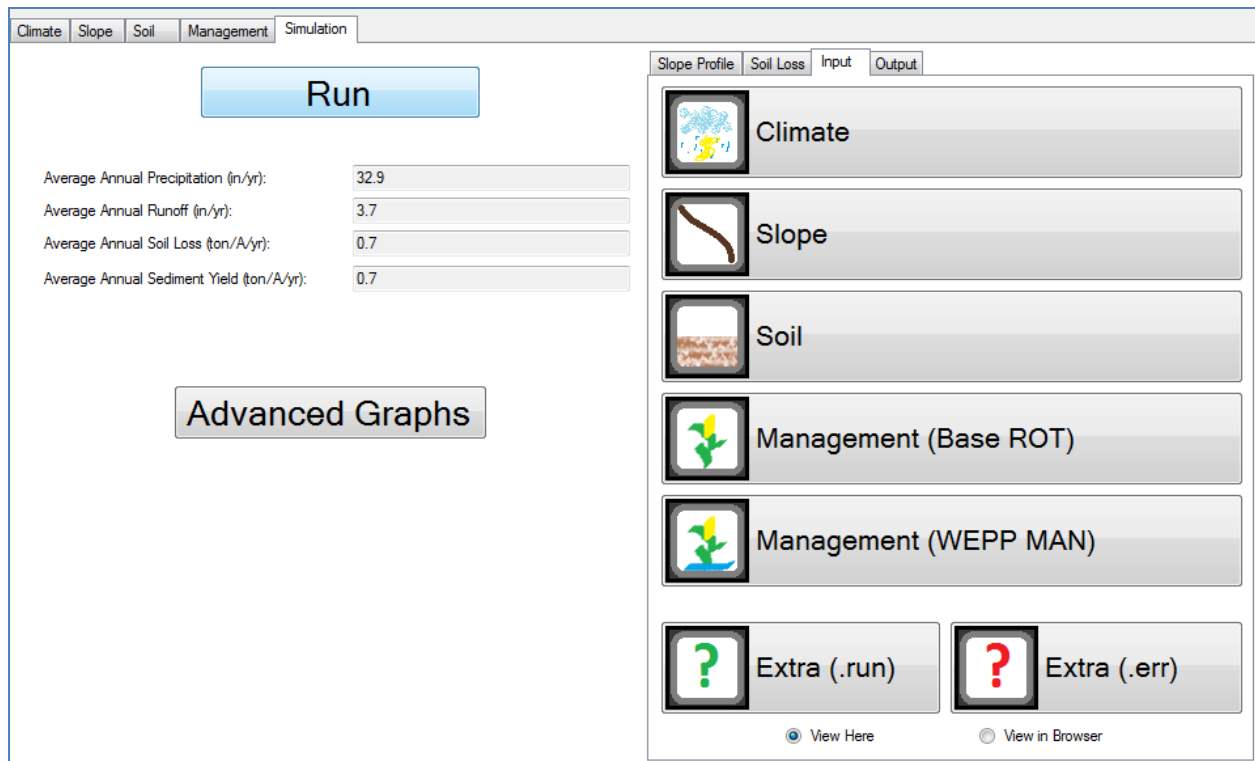 Climate Slope Soil Management Simulation
Run
Average Annual Precipitation (in/yr): 32.9
Average Annual Runoff (in/yr): 3.7
Average Annual Soil Loss (ton/A/yr): 0.7
Average Annual Sediment Yield (ton/A/yr): 0.7
Advanced Graphs
Slope Profile Soil Loss Input Output
Climate
Slope
Soil
Management (Base ROT)
Management (WEPP MAN)
? Extra (.run) ? Extra (.err)
View Here View in Browser